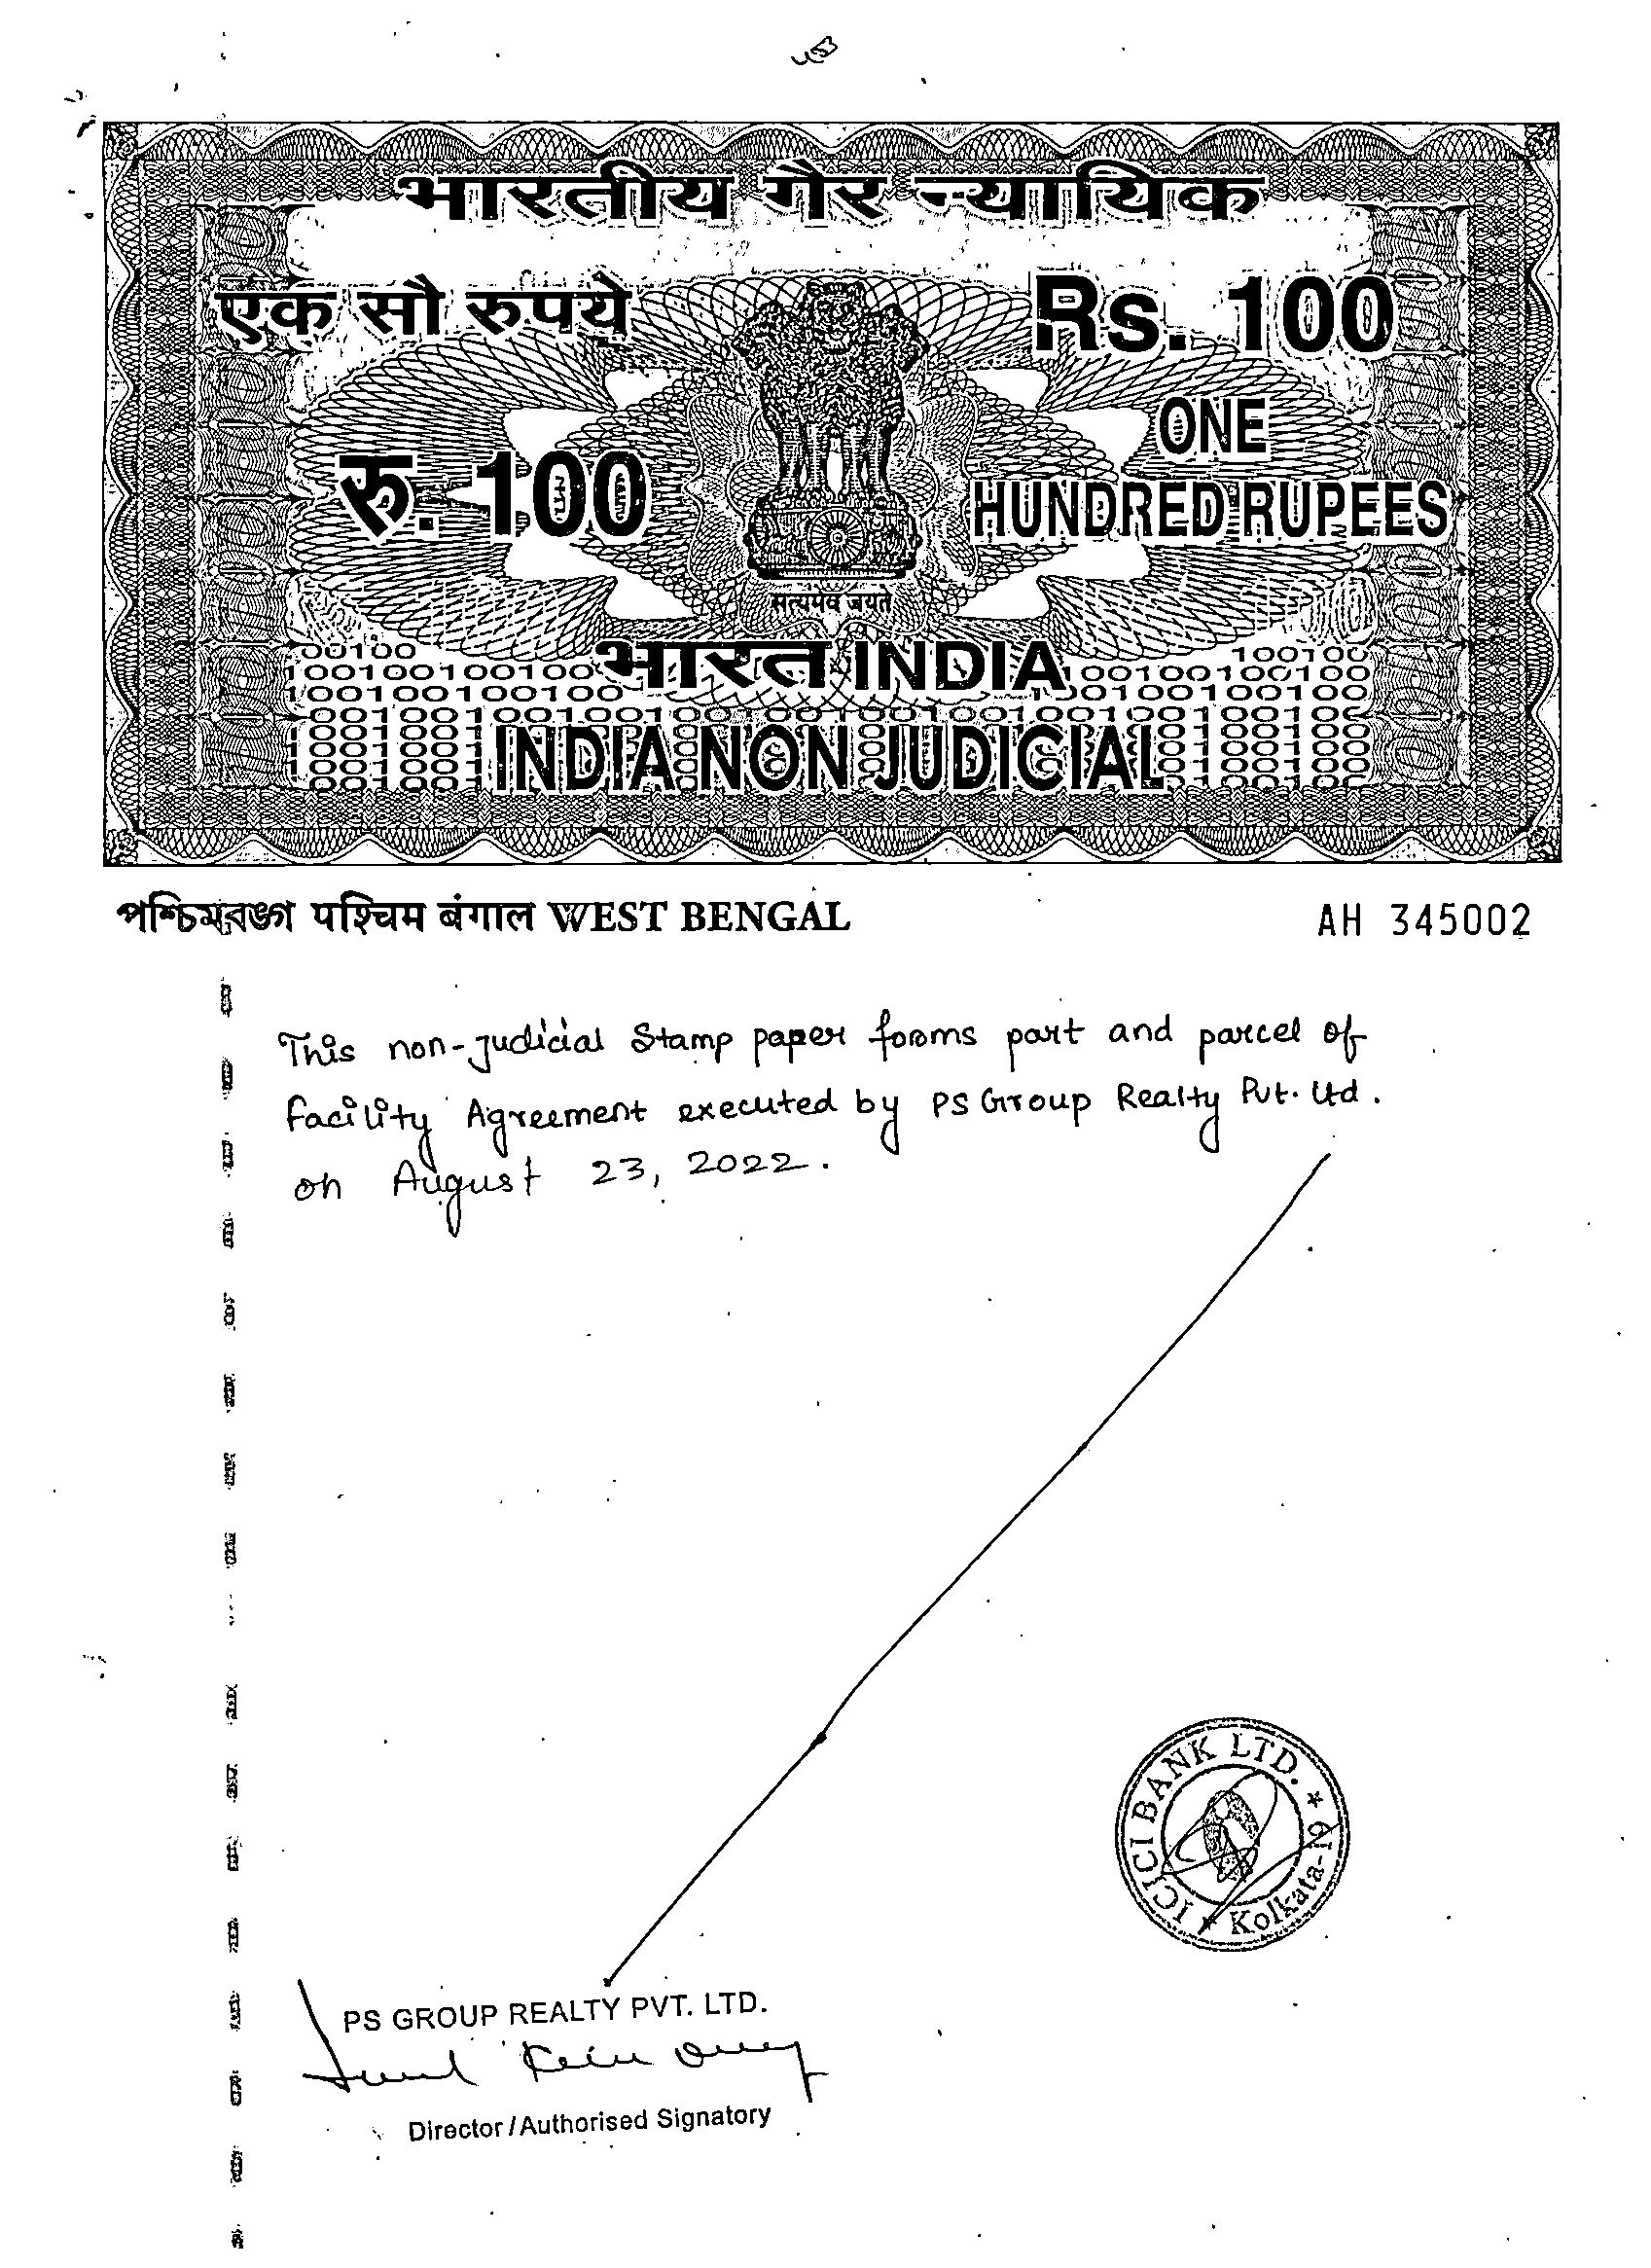 भारतीय गैर न्यायिक
एक सौ रुपये
Rs. 100
रु. 100
ONE
HUNDRED RUPEES
सत्यमेव जयते
भारत INDIA
INDIA NON JUDICIAL
পশ্চিমবঙ্গ पश्चिम बंगाल WEST BENGAL
AH 345002
This non-judicial Stamp paper forms part and parcel of
Facility Agreement executed by PS Group Realty Pvt. Ltd.
on August 23, 2022.
ICICI BANK LTD. * Kolkata-19 *
PS GROUP REALTY PVT. LTD.
Director / Authorised Signatory